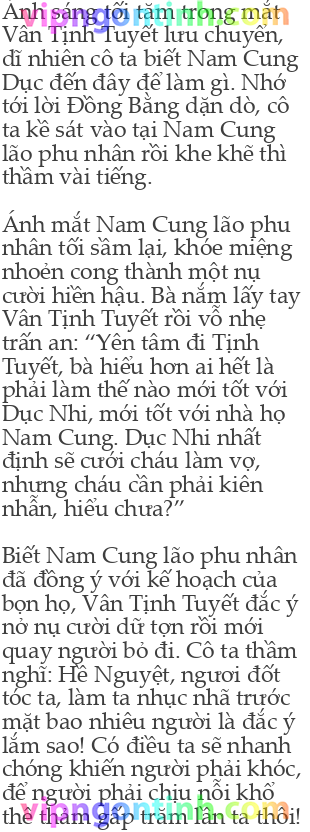 vipngontinh.com
Ánh sáng tối tăm trong mắt
Vân Tịnh Tuyết lưu chuyển,
dĩ nhiên cô ta biết Nam Cung
Dục đến đây để làm gì. Nhớ
tới lời Đồng Bằng dặn dò, cô
ta kề sát vào tại Nam Cung
lão phu nhân rồi khe khẽ thì
thầm vài tiếng.
Ánh mắt Nam Cung lão phu
nhân tối sầm lại, khóe miệng
nhoẻn cong thành một nụ
cười hiền hậu. Bà nắm lấy tay
Vân Tịnh Tuyết rồi vỗ nhẹ
trấn an: “Yên tâm đi Tịnh
Tuyết, bà hiểu hơn ai hết là
phải làm thế nào mới tốt với
Dục Nhi, mới tốt với nhà họ
Nam Cung. Dục Nhi nhất
định sẽ cưới cháu làm vợ,
nhưng cháu cần phải kiên
nhẫn, hiểu chưa?”
Biết Nam Cung lão phu nhân
đã đồng ý với kế hoạch của
bọn họ, Vân Tịnh Tuyết đắc ý
nở nụ cười dữ tợn rồi mới
quay người bỏ đi. Cô ta thầm
nghĩ: Hề Nguyệt, ngươi đốt
tóc ta, làm ta nhục nhã trước
mặt bao nhiêu người là đắc ý
lắm sao! Có điều ta sẽ nhanh
chóng khiến người phải khóc,
để người phải chịu nỗi khổ
thê thảm gấp trăm lần ta thôi!
vipngontinh.com